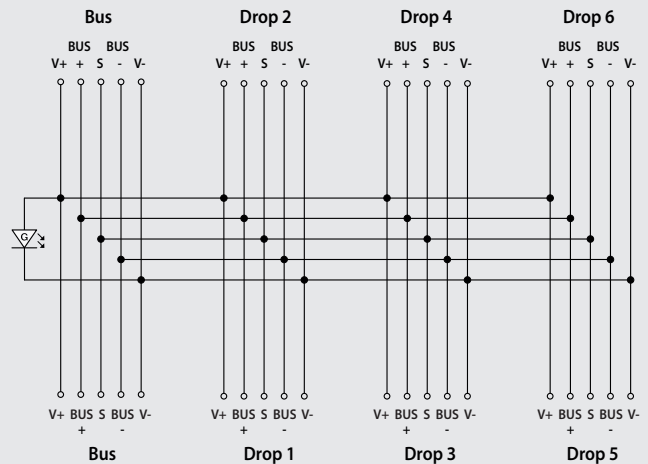 Bus Drop 2 Drop 4 Drop 6
BUS BUS BUS BUS BUS BUS BUS BUS
V+ + S - V- V+ + S - V- V+ + S - V- V+ + S - V-
G
V+ BUS S BUS V- V+ BUS S BUS V- V+ BUS S BUS V- V+ BUS S BUS V-
+ - + - + - + -
Bus Drop 1 Drop 3 Drop 5